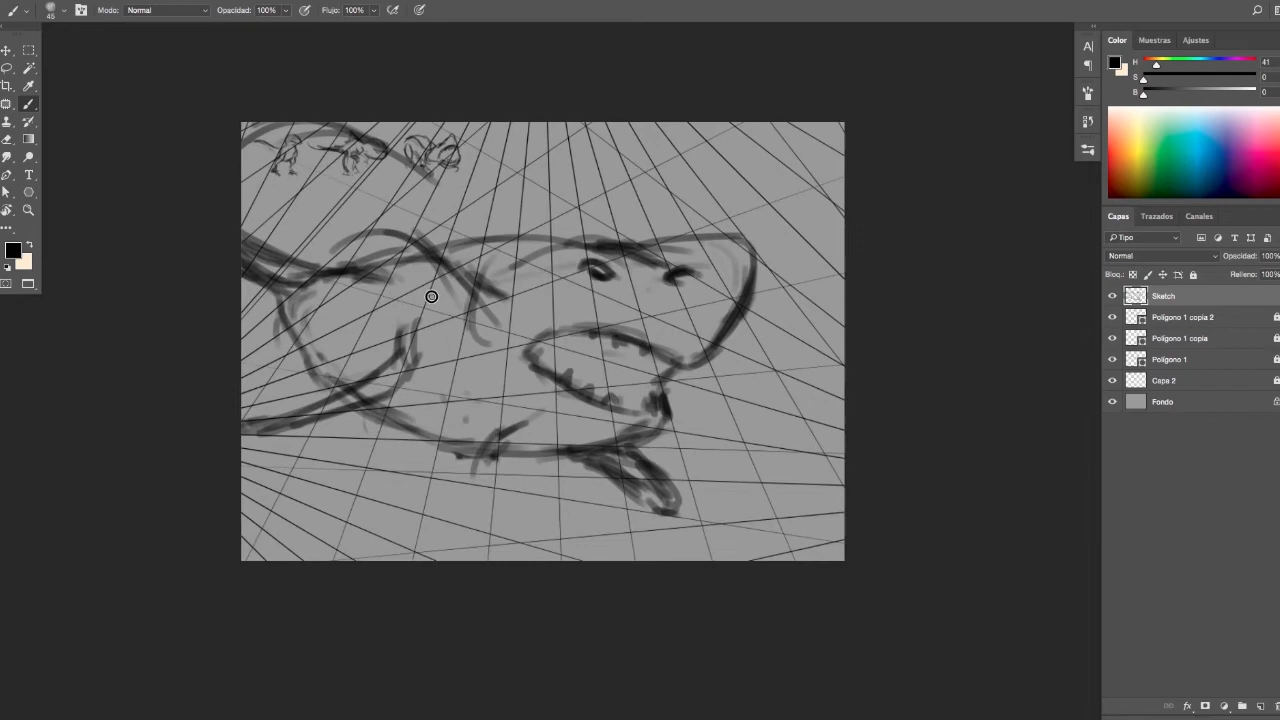 45 Modo: Normal Opacidad: 100% Flujo: 100%
Color Muestras Ajustes
H 41
S 0
B 0
Capas Trazados Canales
Tipo
Normal Opacidad: 100%
Bloq.: Relleno: 100%
Sketch
Polígono 1 copia 2
Polígono 1 copia
Polígono 1
Capa 2
Fondo